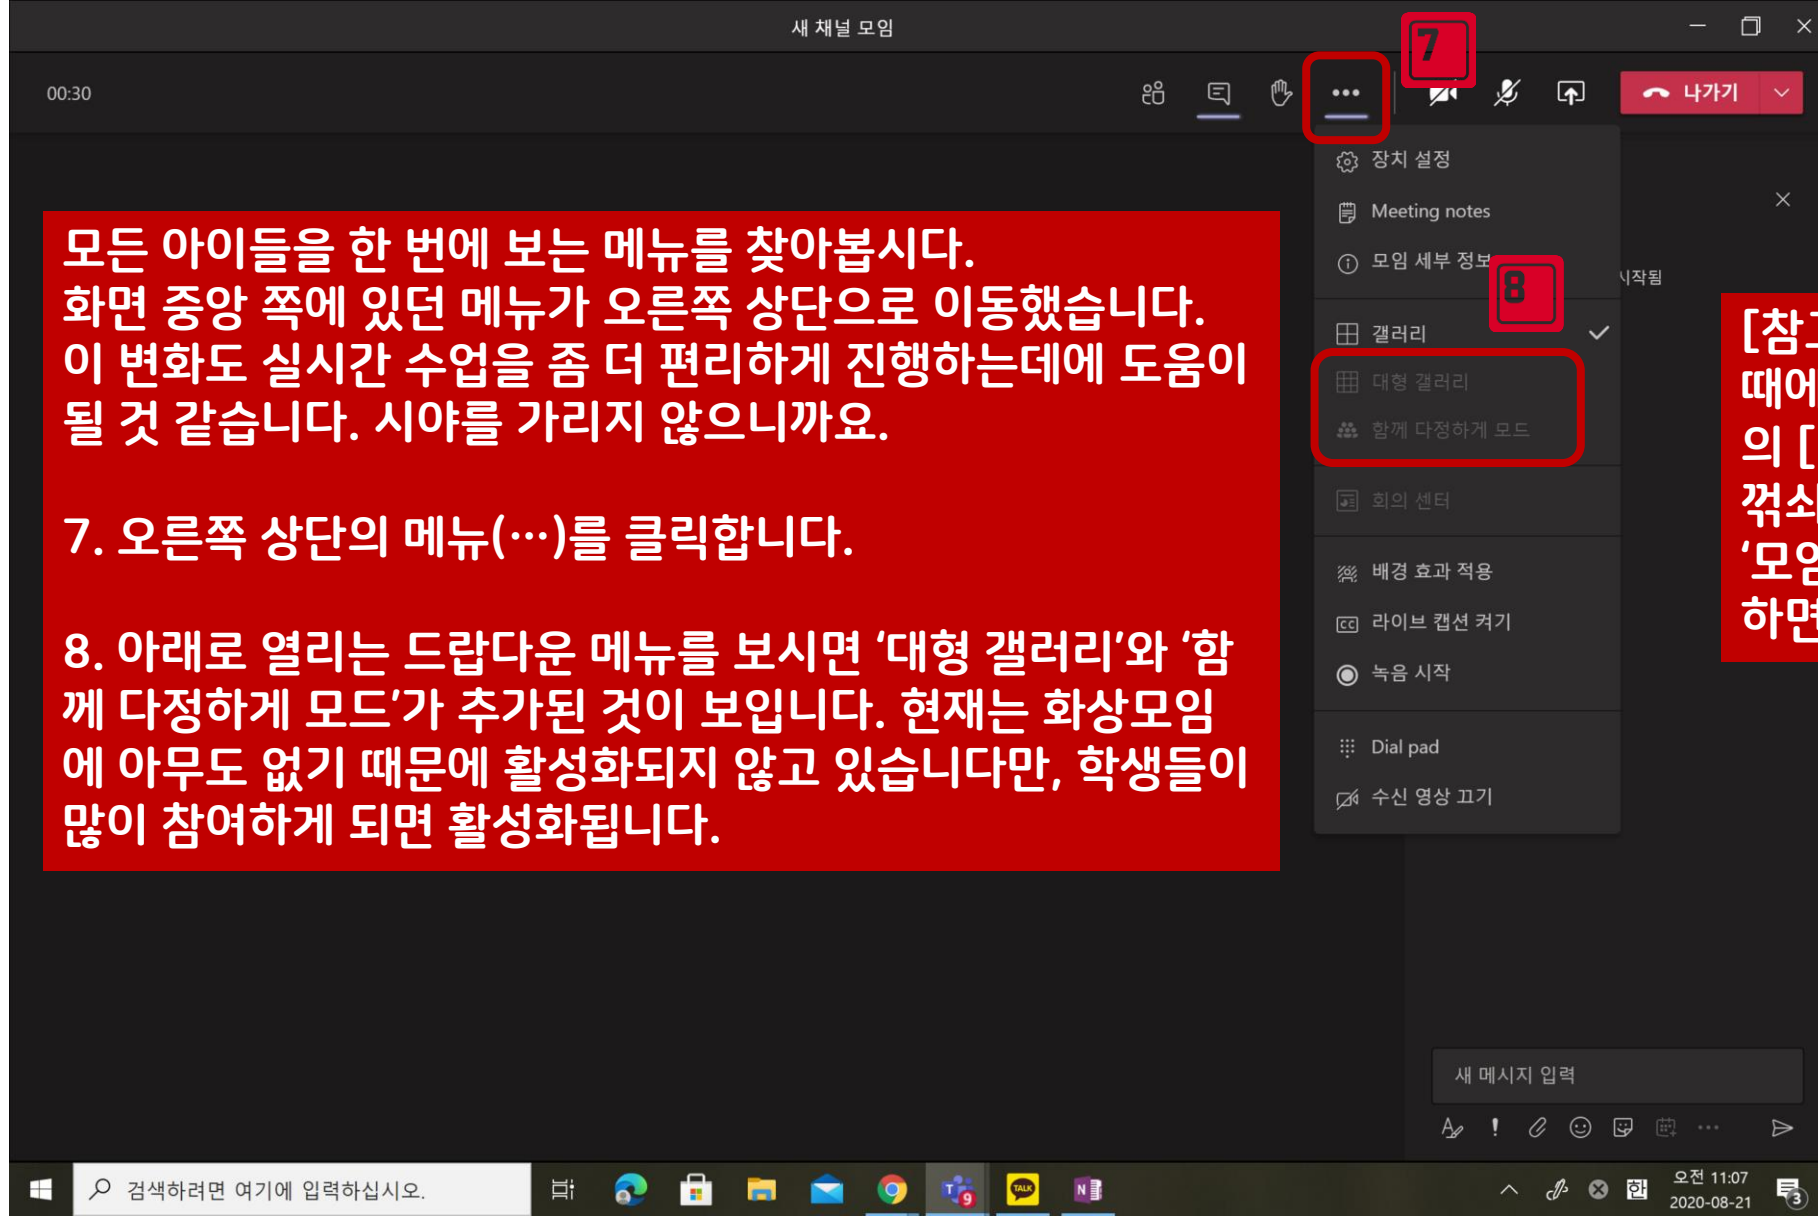 새 채널 모임
7
00:30
나가기
장치 설정
Meeting notes
모임 세부 정보
시작됨
8
갤러리
대형 갤러리
함께 다정하게 모드
회의 센터
배경 효과 적용
CC 라이브 캡션 켜기
녹음 시작
Dial pad
수신 영상 끄기
모든 아이들을 한 번에 보는 메뉴를 찾아봅시다.
화면 중앙 쪽에 있던 메뉴가 오른쪽 상단으로 이동했습니다.
이 변화도 실시간 수업을 좀 더 편리하게 진행하는데에 도움이
될 것 같습니다. 시야를 가리지 않으니까요.
7. 오른쪽 상단의 메뉴(…)를 클릭합니다.
8. 아래로 열리는 드랍다운 메뉴를 보시면 ‘대형 갤러리’와 ‘함
께 다정하게 모드’가 추가된 것이 보입니다. 현재는 화상모임
에 아무도 없기 때문에 활성화되지 않고 있습니다만, 학생들이
많이 참여하게 되면 활성화됩니다.
[참
때에
의 [
꺾쇠
‘모임
하면
새 메시지 입력
검색하려면 여기에 입력하십시오.
T 9
TALK
N
한
오전 11:07
2020-08-21
3